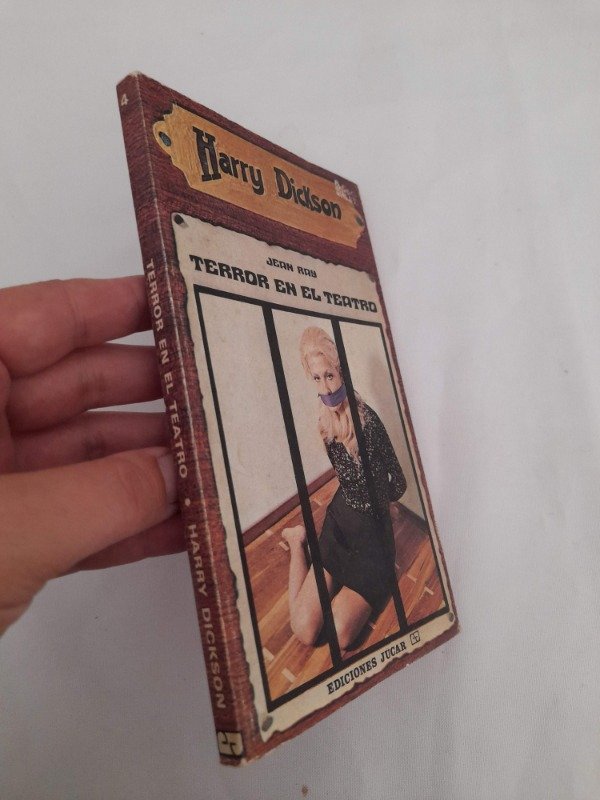 Harry Dickson
JEAN RAY
TERROR EN EL TEATRO
EDICIONES JUCAR
4
TERROR EN EL TEATRO • HARRY DICKSON